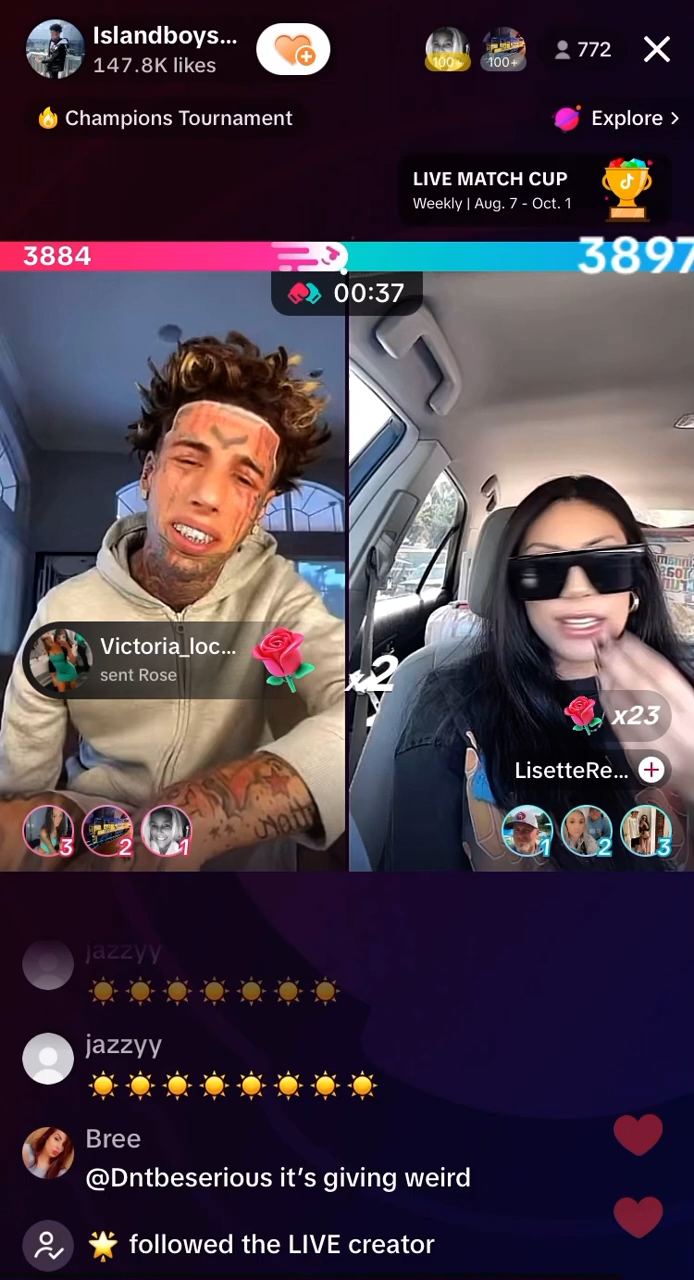 Islandboys...
147.8K likes
100+
100+
772
🔥 Champions Tournament
Explore >
LIVE MATCH CUP
Weekly | Aug. 7 - Oct. 1
3884
3897
00:37
Victoria_loc...
sent Rose
x2
x23
LisetteRe...
3
2
1
1
2
3
jazzyy
☀️☀️☀️☀️☀️☀️☀️
jazzyy
☀️☀️☀️☀️☀️☀️☀️☀️
Bree
@Dntbeserious it's giving weird
🌟 followed the LIVE creator